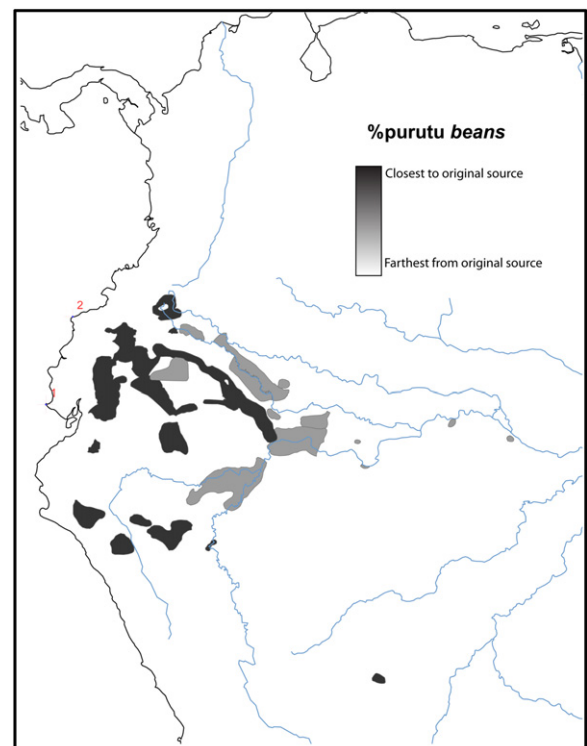 %purutu beans
Closest to original source
Farthest from original source
2
1